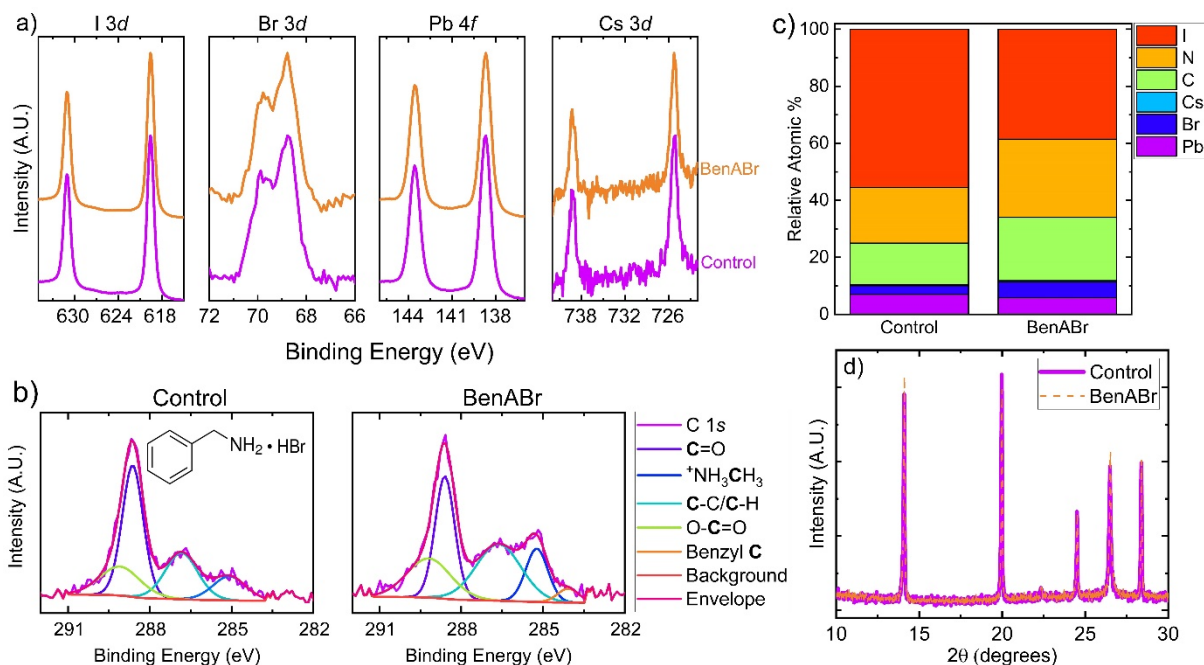 a)
I 3d
Br 3d
Pb 4f
Cs 3d
Intensity (A.U.)
BenABr
Control
630 624 618
72 70 68 66
144 141 138
738 732 726
Binding Energy (eV)
b)
Control
BenABr
NH₂ • HBr
Intensity (A.U.)
291 288 285 282
291 288 285 282
Binding Energy (eV)
Binding Energy (eV)
C 1s
C=O
⁺NH₃CH₃
C-C/C-H
O-C=O
Benzyl C
Background
Envelope
c)
Relative Atomic %
100
80
60
40
20
0
Control
BenABr
I
N
C
Cs
Br
Pb
d)
Control
BenABr
Intensity (A.U.)
10 15 20 25 30
2θ (degrees)